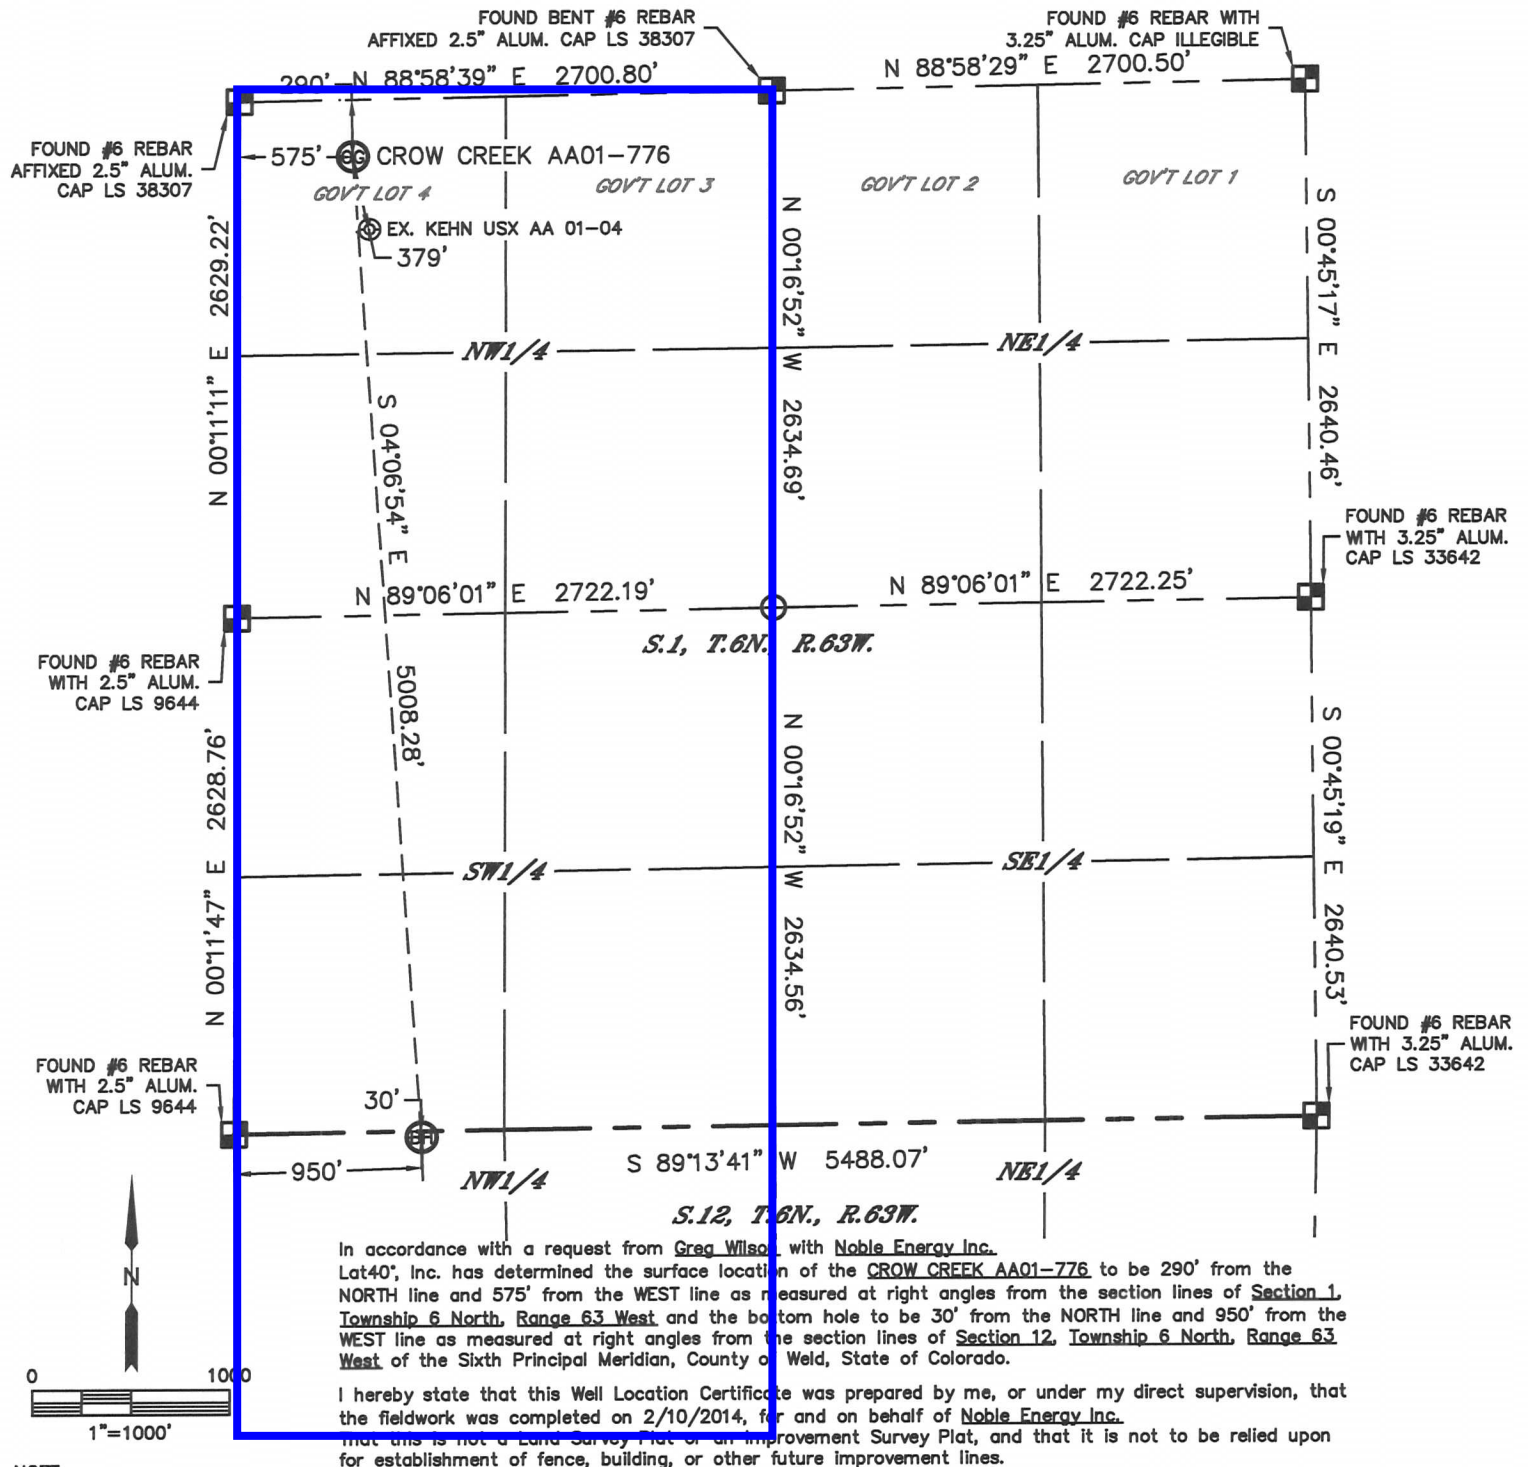 FOUND BENT #6 REBAR
AFFIXED 2.5" ALUM. CAP LS 38307
FOUND #6 REBAR WITH
3.25" ALUM. CAP ILLEGIBLE
290'
N 88°58'39" E 2700.80'
N 88°58'29" E 2700.50'
FOUND #6 REBAR
AFFIXED 2.5" ALUM.
CAP LS 38307
575'
CROW CREEK AA01-776
GOV'T LOT 4
GOV'T LOT 3
GOV'T LOT 2
GOV'T LOT 1
EX. KEHN USX AA 01-04
379'
N 00°11'11" E 2629.22'
N 00°16'52" W 2634.69'
S 00°45'17" E 2640.46'
NW1/4
NE1/4
S 04°06'54" E 5008.28'
FOUND #6 REBAR
WITH 3.25" ALUM.
CAP LS 33642
N 89°06'01" E 2722.19'
N 89°06'01" E 2722.25'
S.1, T.6N. R.63W.
FOUND #6 REBAR
WITH 2.5" ALUM.
CAP LS 9644
N 00°11'47" E 2628.76'
N 00°16'52" W 2634.56'
S 00°45'19" E 2640.53'
SW1/4
SE1/4
FOUND #6 REBAR
WITH 3.25" ALUM.
CAP LS 33642
FOUND #6 REBAR
WITH 2.5" ALUM.
CAP LS 9644
30'
BH
950'
S 89°13'41" W 5488.07'
NW1/4
NE1/4
S.12, T.6N., R.63W.
N
0 1000
1"=1000'
In accordance with a request from Greg Wilson with Noble Energy Inc.
Lat40°, Inc. has determined the surface location of the CROW CREEK AA01-776 to be 290' from the
NORTH line and 575' from the WEST line as measured at right angles from the section lines of Section 1,
Township 6 North, Range 63 West and the bottom hole to be 30' from the NORTH line and 950' from the
WEST line as measured at right angles from the section lines of Section 12, Township 6 North, Range 63
West of the Sixth Principal Meridian, County of Weld, State of Colorado.
I hereby state that this Well Location Certificate was prepared by me, or under my direct supervision, that
the fieldwork was completed on 2/10/2014, for and on behalf of Noble Energy Inc.
That this is not a Land Survey Plat or an Improvement Survey Plat, and that it is not to be relied upon
for establishment of fence, building, or other future improvement lines.